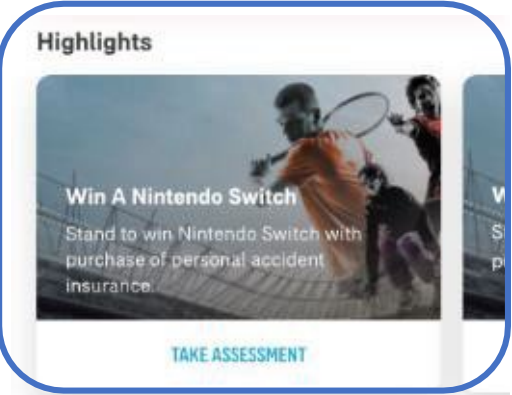 Highlights
Win A Nintendo Switch
Stand to win Nintendo Switch with
purchase of personal accident
insurance.
TAKE ASSESSMENT